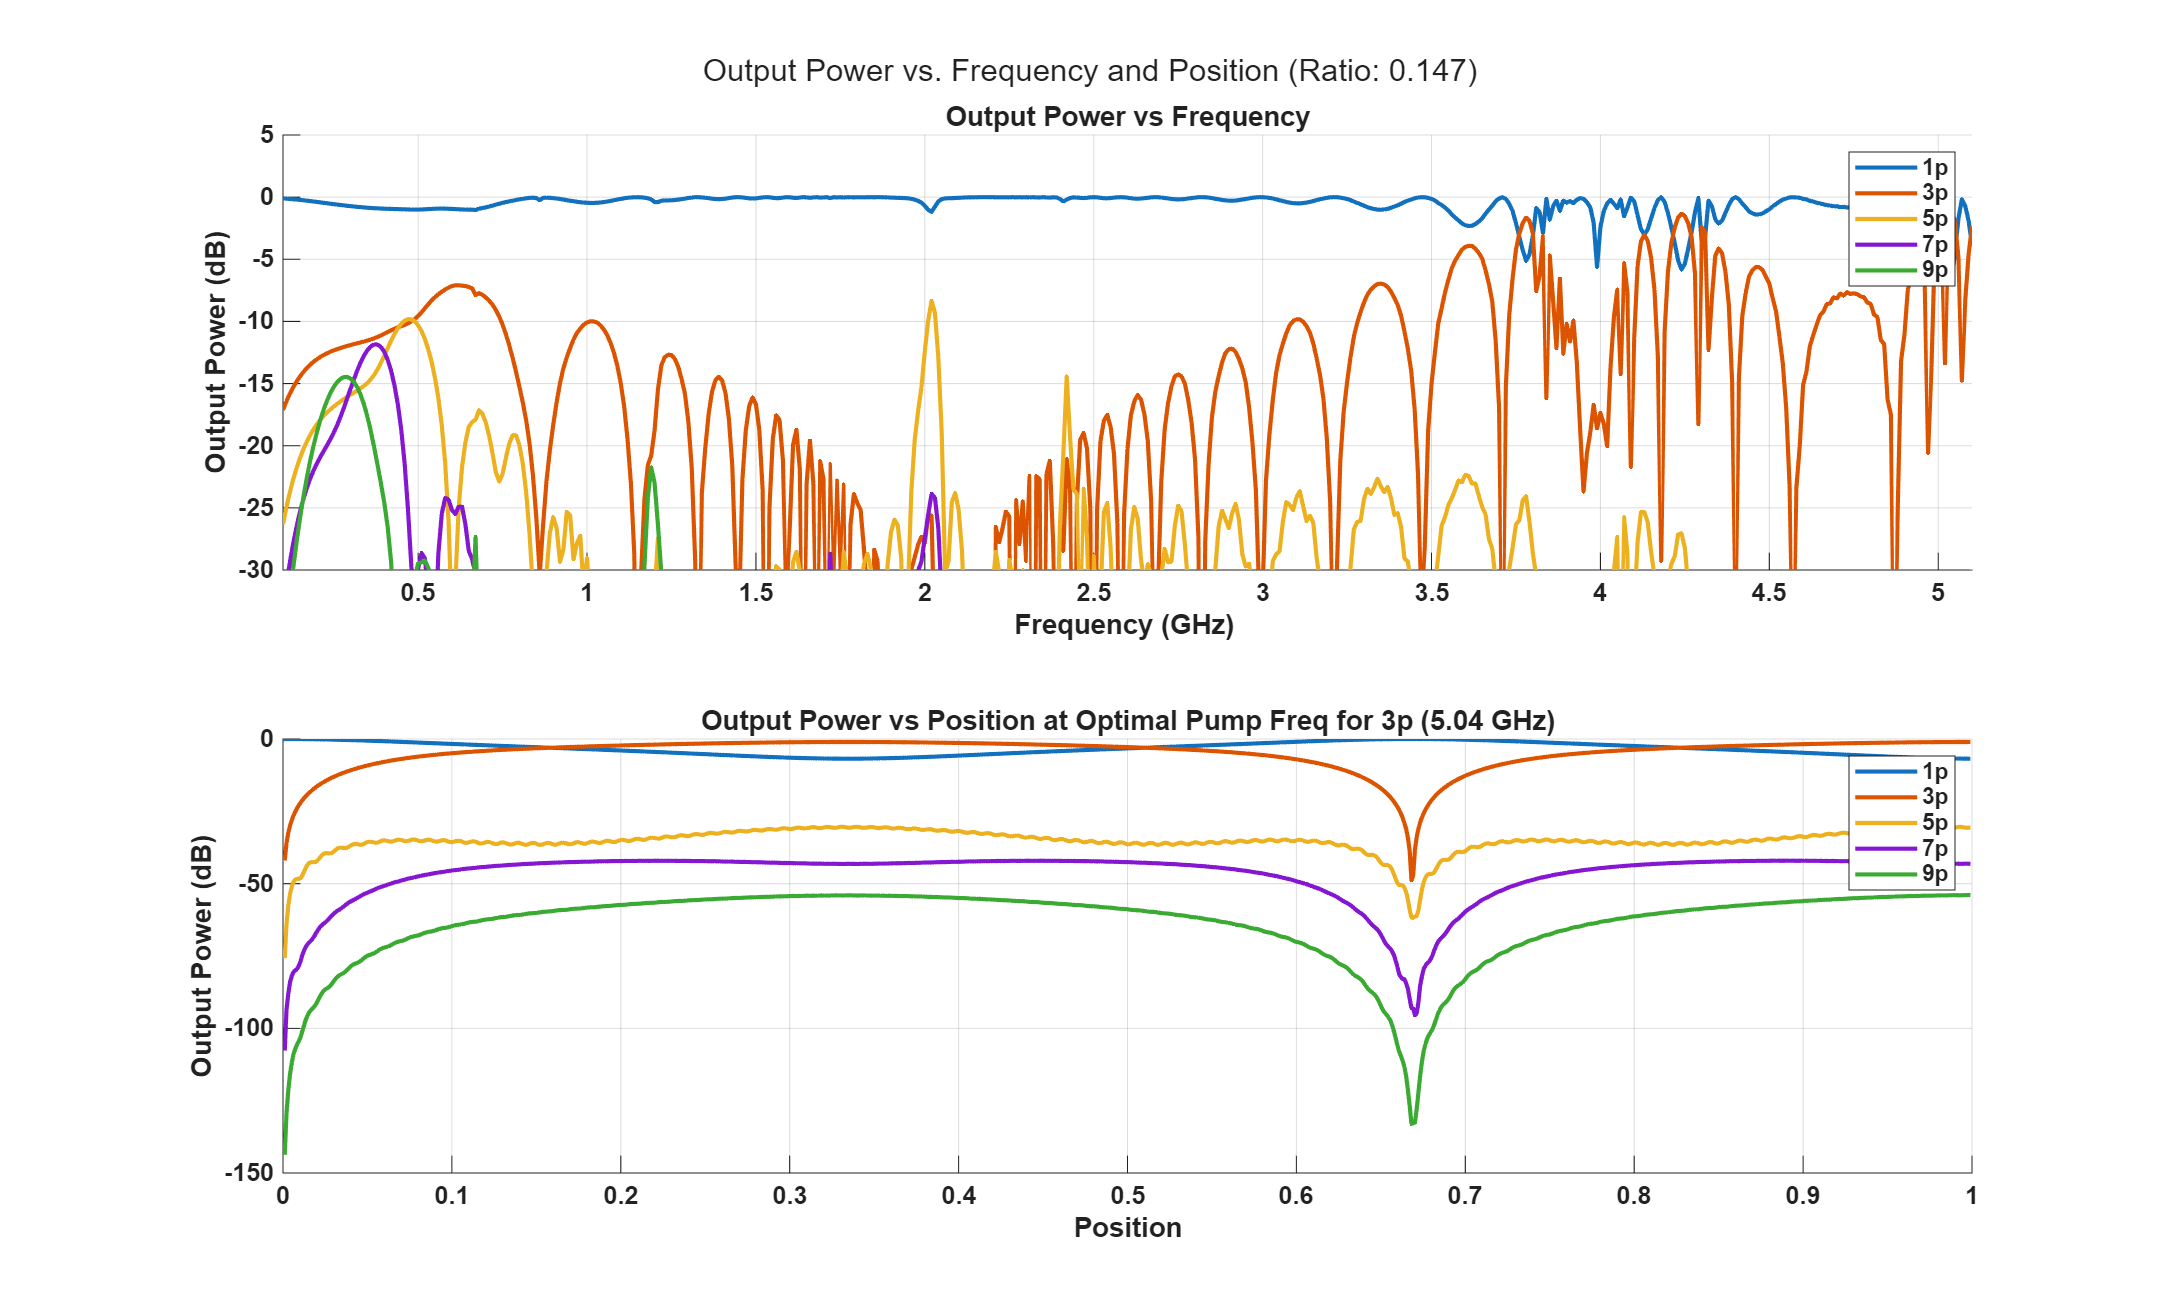 Output Power vs. Frequency and Position (Ratio: 0.147)
Output Power vs Frequency
5
0
-5
-10
-15
-20
-25
-30
Output Power (dB)
1p
3p
5p
7p
9p
0.5 1 1.5 2 2.5 3 3.5 4 4.5 5
Frequency (GHz)
Output Power vs Position at Optimal Pump Freq for 3p (5.04 GHz)
0
-50
-100
-150
Output Power (dB)
1p
3p
5p
7p
9p
0 0.1 0.2 0.3 0.4 0.5 0.6 0.7 0.8 0.9 1
Position